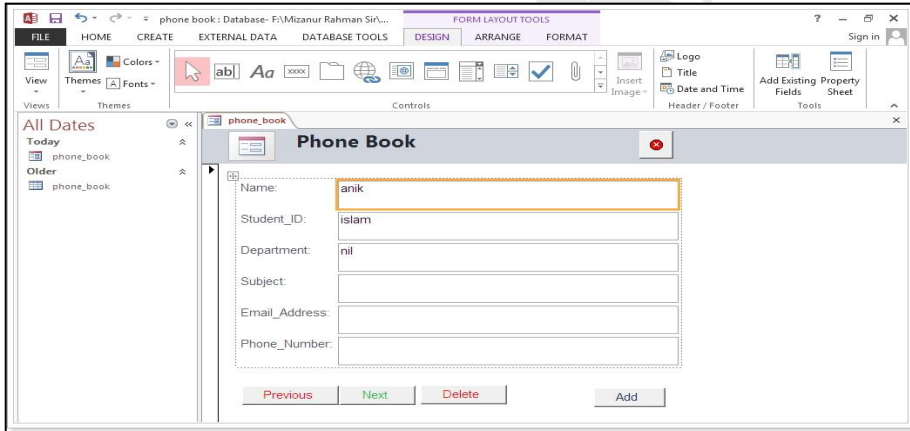 phone book : Database- F:\Mizanur Rahman Sir\...
FORM LAYOUT TOOLS
?
FILE HOME CREATE EXTERNAL DATA DATABASE TOOLS DESIGN ARRANGE FORMAT Sign in
View
Themes
Aa
Colors
A Fonts
ab|
Aa
XXXX
Insert
Image
Logo
Title
Date and Time
Add Existing
Fields
Property
Sheet
Views Themes Controls Header / Footer Tools
All Dates
Today
phone_book
Older
phone_book
phone_book
Phone Book
Name: anik
Student_ID: islam
Department: nil
Subject:
Email_Address:
Phone_Number:
Previous Next Delete Add